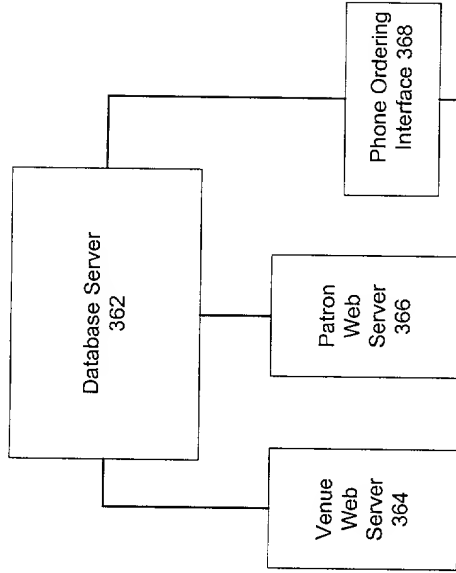 Database Server
362
Venue
Web
Server
364
Patron
Web
Server
366
Phone Ordering
Interface 368